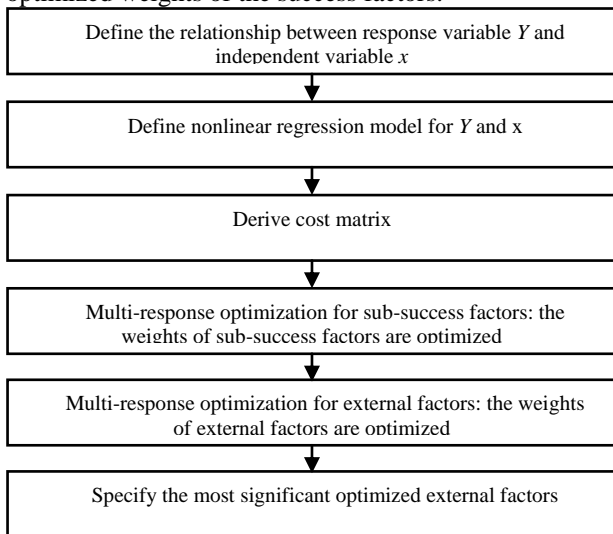 optimized weights of the success factors.
Define the relationship between response variable Y and
independent variable x
Define nonlinear regression model for Y and x
Derive cost matrix
Multi-response optimization for sub-success factors: the
weights of sub-success factors are optimized
Multi-response optimization for external factors: the weights
of external factors are optimized
Specify the most significant optimized external factors